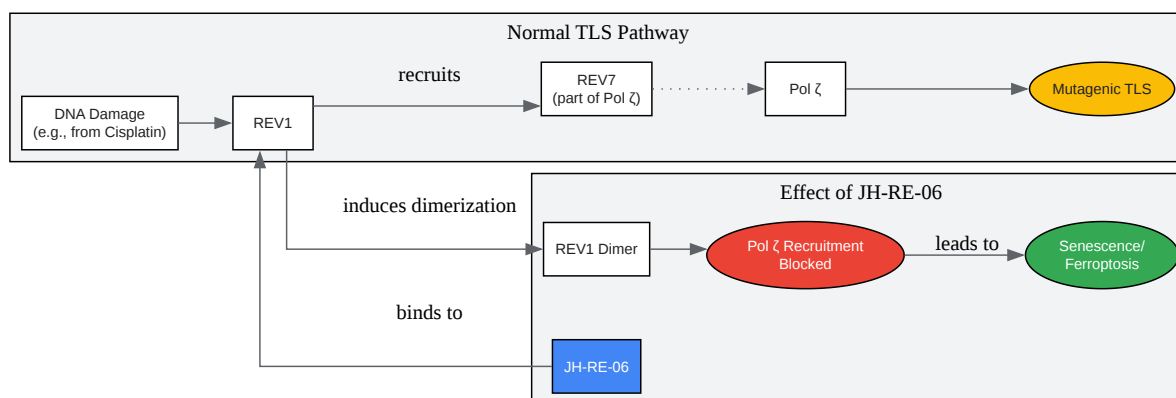 Normal TLS Pathway
recruits
DNA Damage
(e.g., from Cisplatin)
REV1
REV7
(part of Pol ζ)
Pol ζ
Mutagenic TLS
Effect of JH-RE-06
induces dimerization
REV1 Dimer
Pol ζ Recruitment
Blocked
leads to
Senescence/
Ferroptosis
binds to
JH-RE-06